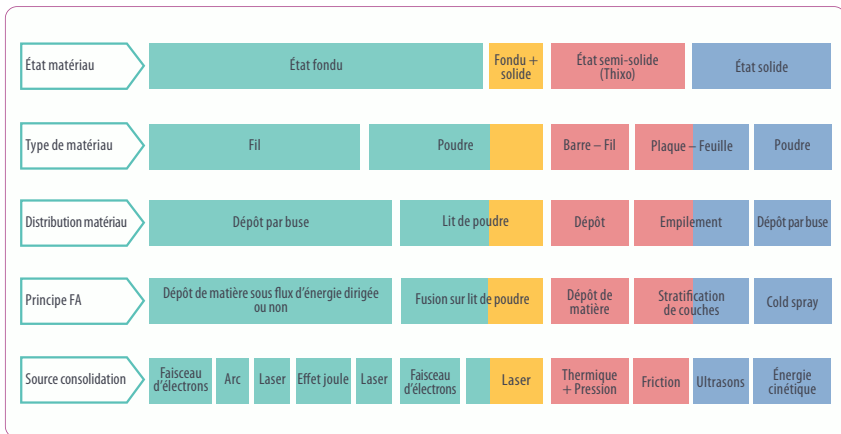 État matériau
État fondu
Fondu +
solide
État semi-solide
(Thixo)
État solide
Type de matériau
Fil
Poudre
Barre – Fil
Plaque – Feuille
Poudre
Distribution matériau
Dépôt par buse
Lit de poudre
Dépôt
Empilement
Dépôt par buse
Principe FA
Dépôt de matière sous flux d'énergie dirigée
ou non
Fusion sur lit de poudre
Dépôt de
matière
Stratification
de couches
Cold spray
Source consolidation
Faisceau
d'électrons
Arc
Laser
Effet joule
Laser
Faisceau
d'électrons
Laser
Thermique
+ Pression
Friction
Ultrasons
Énergie
cinétique